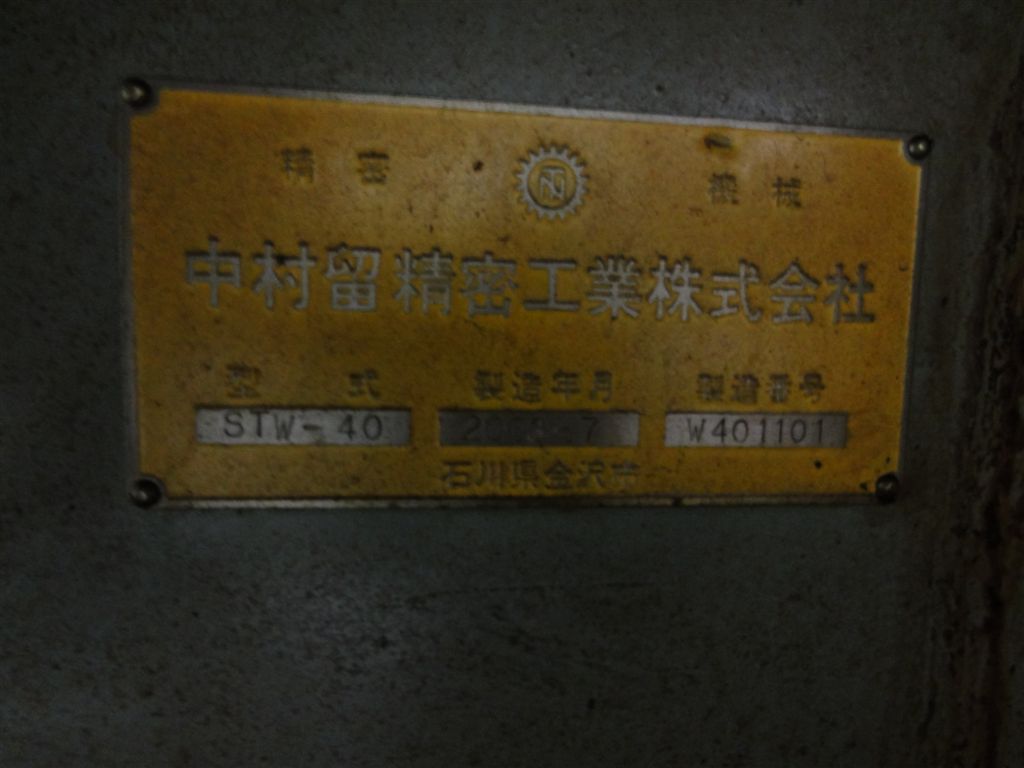 精密 機械
中村留精密工業株式会社
型式 製造年月 製造番号
STW-40 W401101
石川県金沢市